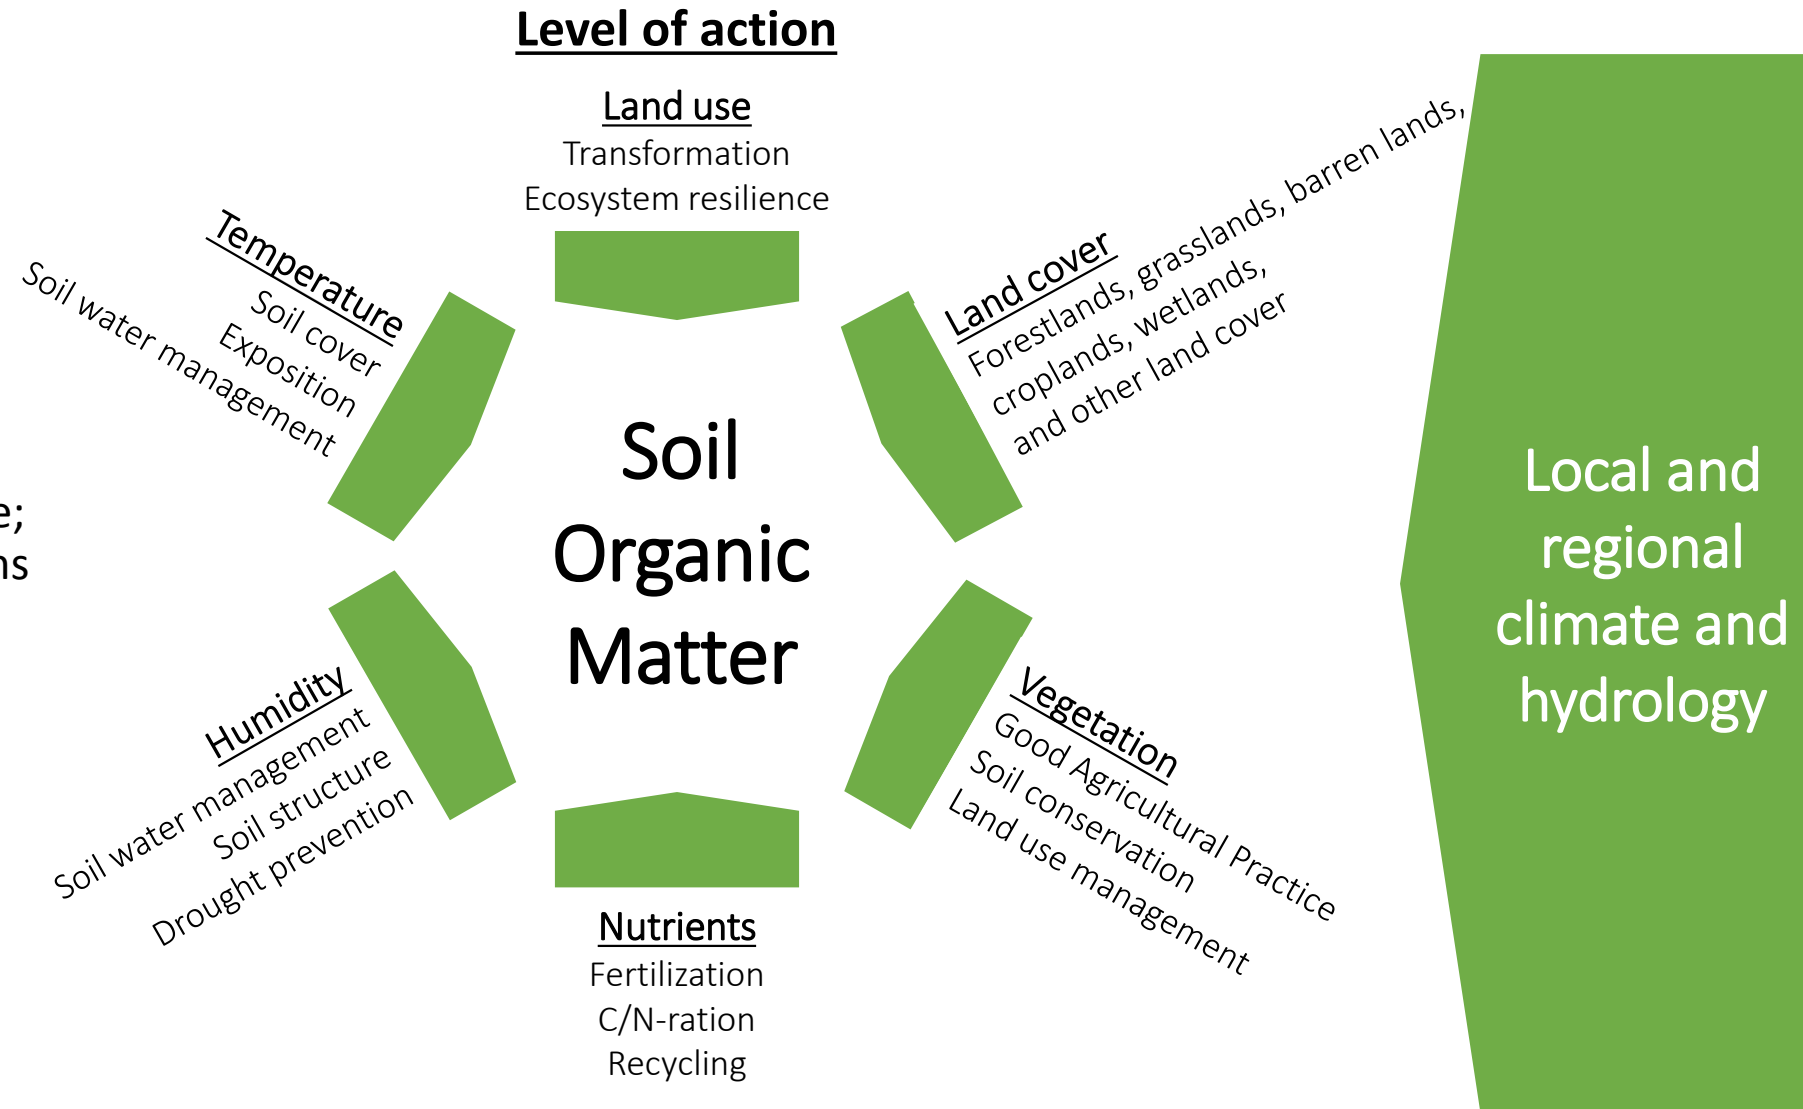 Level of action
Land use
Transformation
Ecosystem resilience
Temperature
Soil cover
Exposition
Soil water management
Land cover
Forestlands, grasslands, barren lands,
croplands, wetlands,
and other land cover
Soil
Organic
Matter
Local and
regional
climate and
hydrology
Humidity
Soil water management
Soil structure
Drought prevention
Vegetation
Good Agricultural Practice
Soil conservation
Land use management
Nutrients
Fertilization
C/N-ration
Recycling